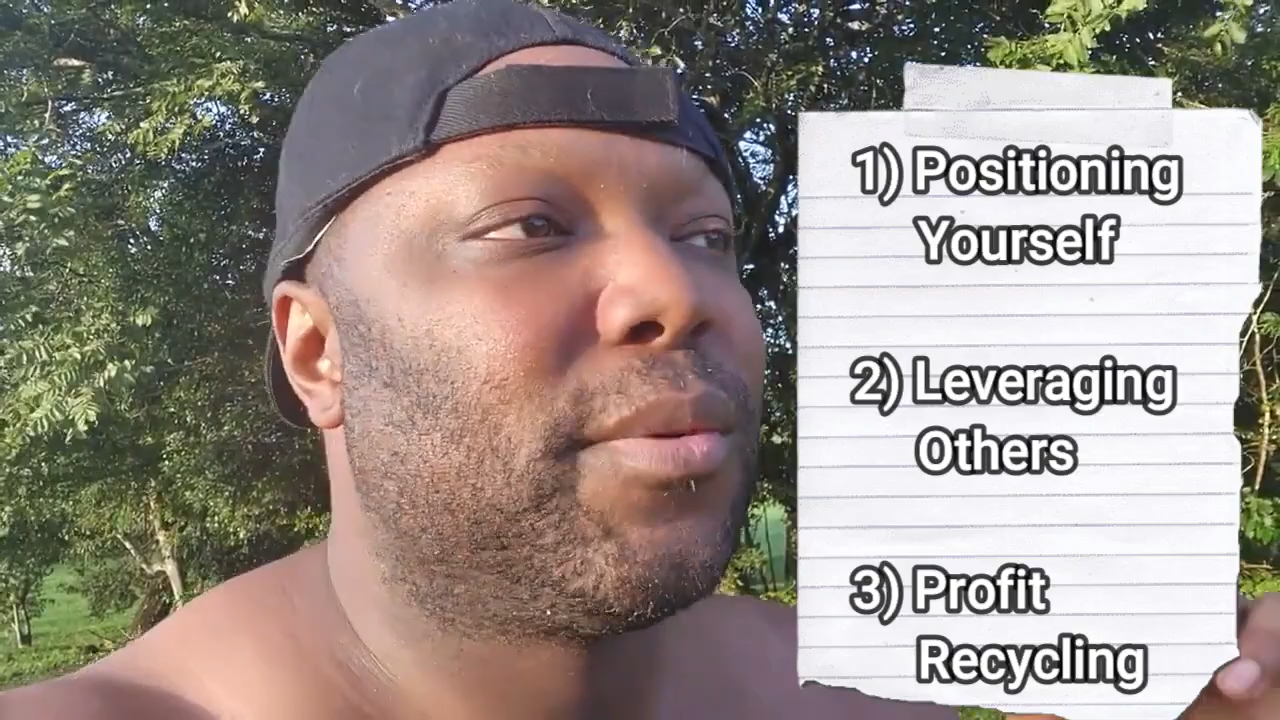 1) Positioning
Yourself
2) Leveraging
Others
3) Profit
Recycling